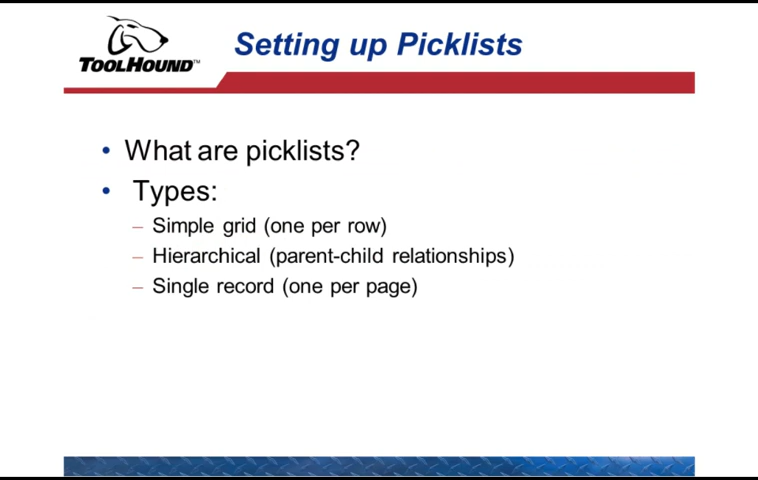 Setting up Picklists
TOOLHOUND™
• What are picklists?
• Types:
– Simple grid (one per row)
– Hierarchical (parent-child relationships)
– Single record (one per page)